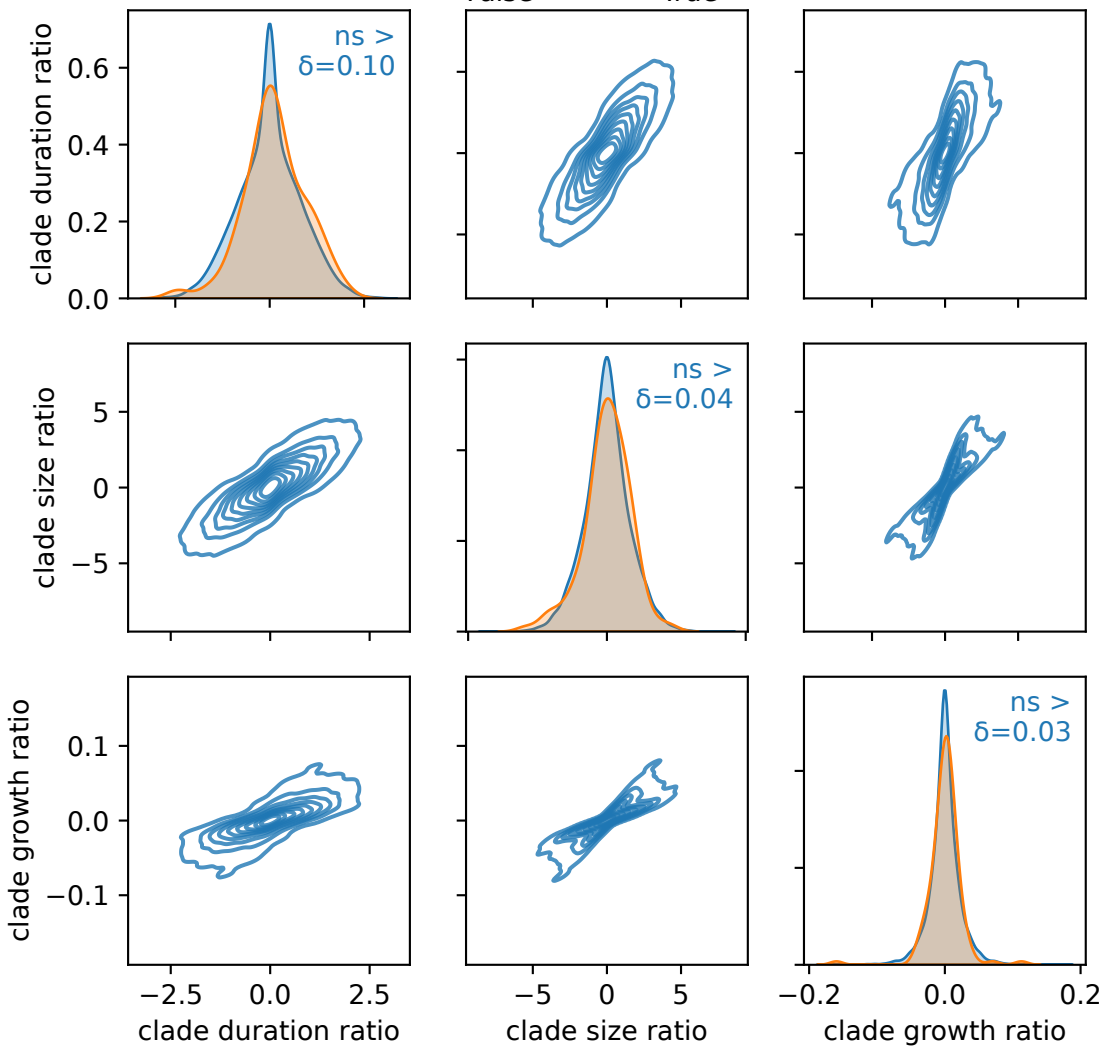 clade duration ratio
0.6
0.4
0.2
0.0
ns >
δ=0.10
clade size ratio
5
0
−5
ns >
δ=0.04
clade growth ratio
0.1
0.0
−0.1
ns >
δ=0.03
−2.5
0.0
2.5
−5
0
5
−0.2
0.0
0.2
clade duration ratio
clade size ratio
clade growth ratio